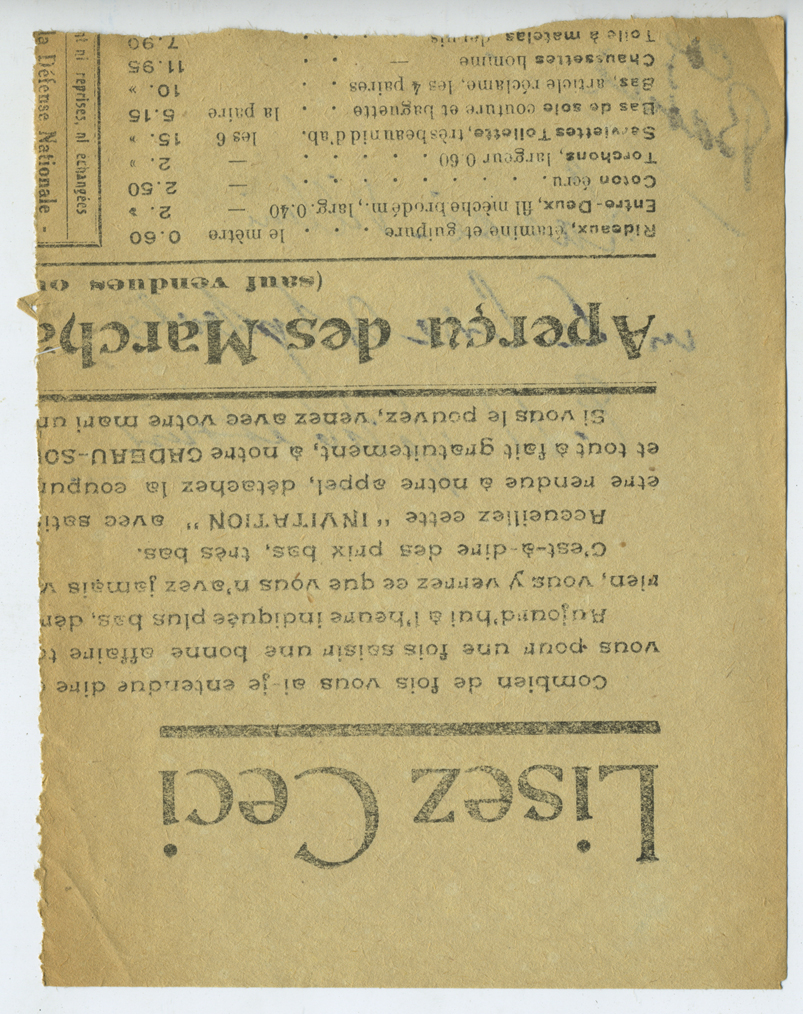 Lisez Ceci
Combien de fois vous ai-je entendue dire
vous pour une fois saisir une bonne affaire
Aujourd'hui à l'heure indiquée plus bas,
rien, vous y verrez ce que vous n'avez jamais
C'est-à-dire des prix bas, très bas.
Accueillez cette "INVITATION" avec
être rendue à notre appel, détachez la
et tout à fait gratuitement, à notre CADEAU-
Si vous le pouvez, venez avec votre mari
Aperçu des March
(sauf vendues
Rideaux, étamine et guipure . . . le mètre 0.60
Entre-Deux, fil mèche brodé m., larg. 0.40 — 2. »
Coton écru . . . . . . . . — 2.50
Torchons, largeur 0.60 . . . . . — 2. »
Serviettes Toilette, très beau nid d'ab. les 6 15. »
Bas de soie couture et baguette . . la paire 5.15
Bas, article réclame, les 4 paires . . 10. »
Chaussettes homme — . . 11.95
Toile à matelas, depuis . . . . 7.90
ni reprises, ni échangées
la Défense Nationale -